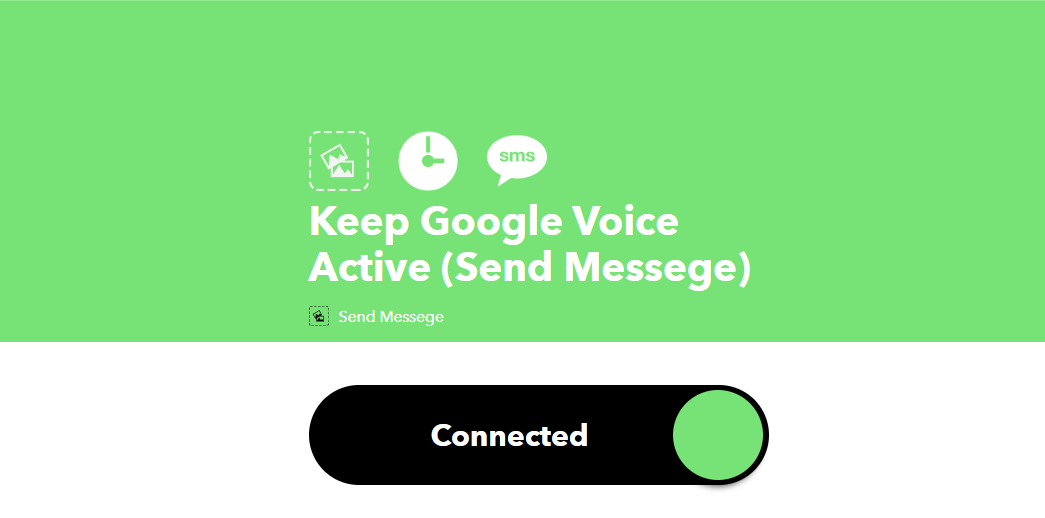 sms
Keep Google Voice
Active (Send Messege)
Send Messege
Connected